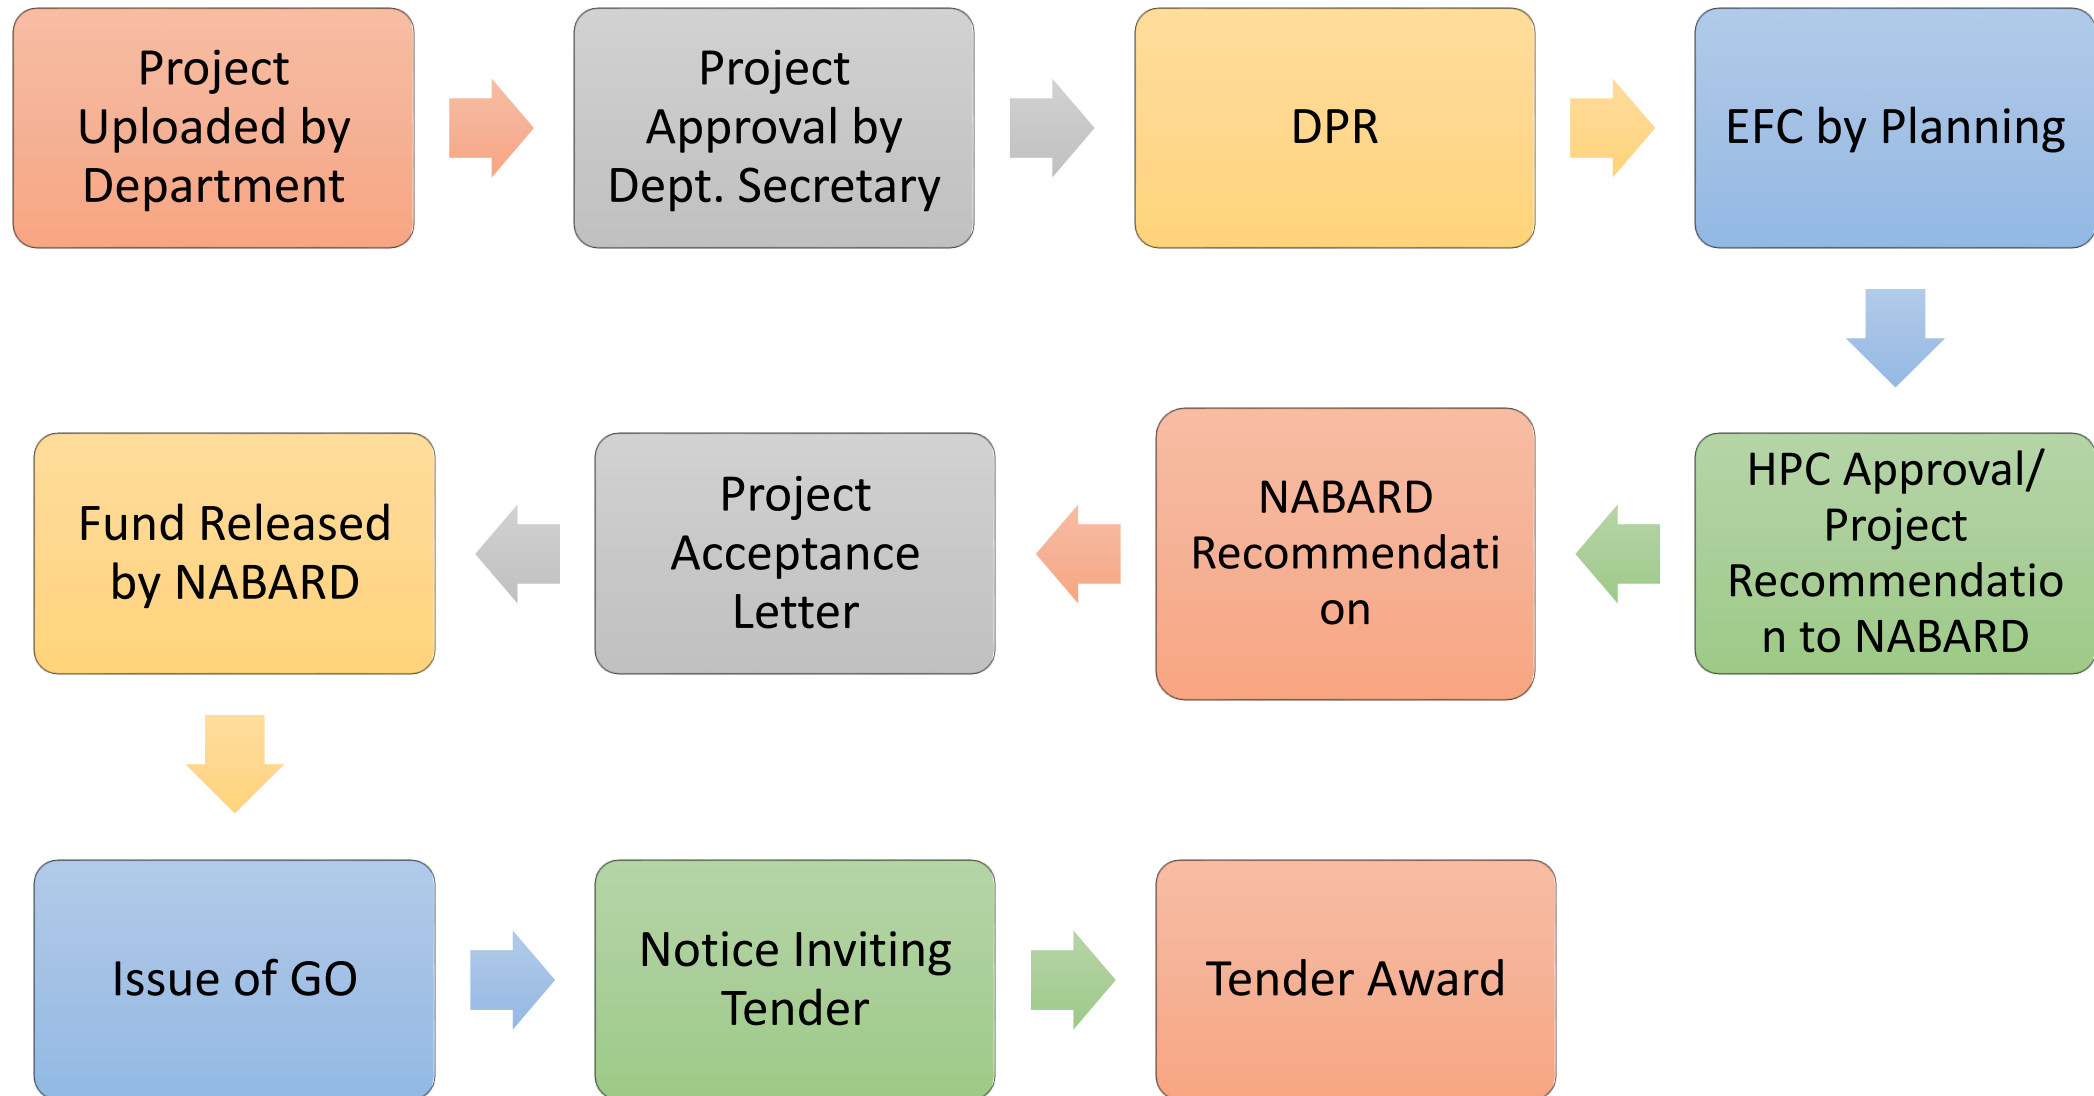 Project
Uploaded by
Department
Project
Approval by
Dept. Secretary
DPR
EFC by Planning
HPC Approval/
Project
Recommendatio
n to NABARD
NABARD
Recommendati
on
Project
Acceptance
Letter
Fund Released
by NABARD
Issue of GO
Notice Inviting
Tender
Tender Award